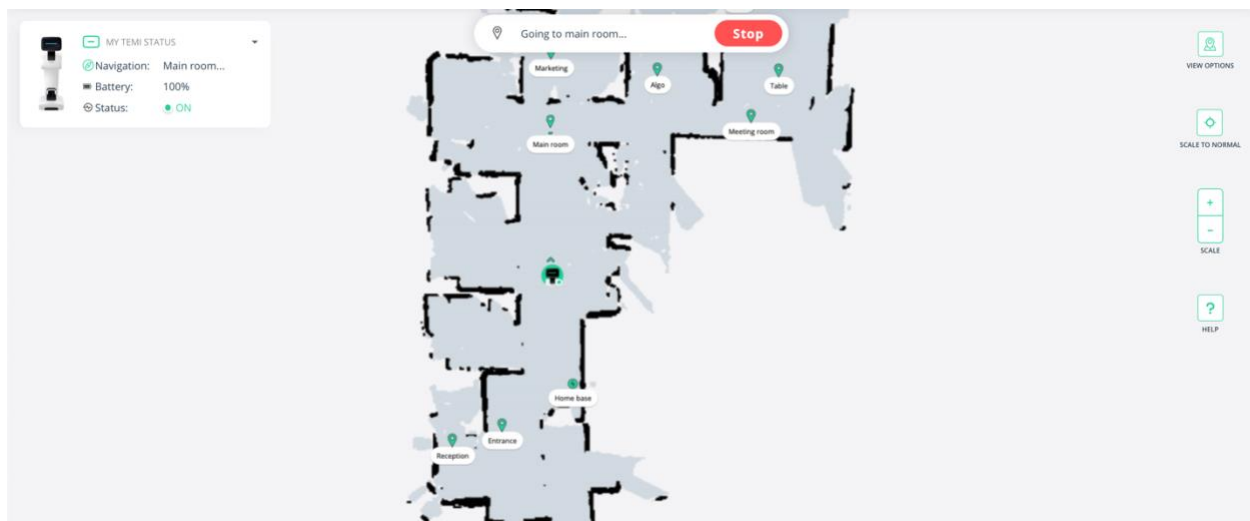 MY TEMI STATUS
Navigation: Main room...
Battery: 100%
Status: ON
Going to main room...
Stop
Marketing
Algo
Table
Main room
Meeting room
Home base
Entrance
Reception
VIEW OPTIONS
SCALE TO NORMAL
+
-
SCALE
?
HELP